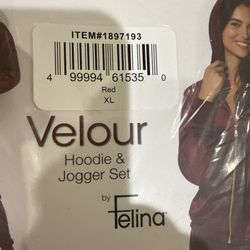 ITEM#1897193
4 99994 61535 0
Red
XL
Velour
Hoodie &
Jogger Set
by
Felina